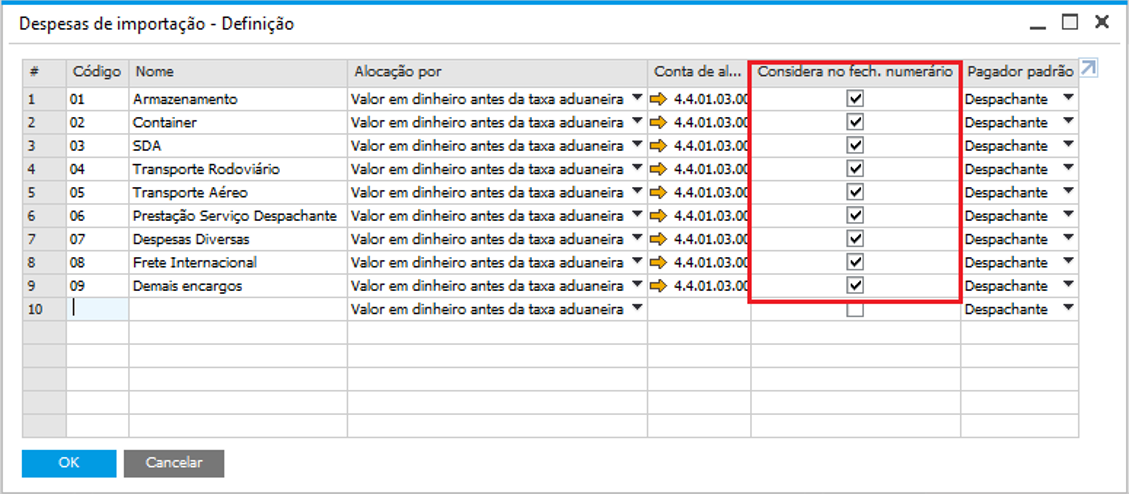 Despesas de importação - Definição
# Código Nome Alocação por Conta de al... Considera no fech. numerário Pagador padrão
1 01 Armazenamento Valor em dinheiro antes da taxa aduaneira 4.4.01.03.00 Despachante
2 02 Container Valor em dinheiro antes da taxa aduaneira 4.4.01.03.00 Despachante
3 03 SDA Valor em dinheiro antes da taxa aduaneira 4.4.01.03.00 Despachante
4 04 Transporte Rodoviário Valor em dinheiro antes da taxa aduaneira 4.4.01.03.00 Despachante
5 05 Transporte Aéreo Valor em dinheiro antes da taxa aduaneira 4.4.01.03.00 Despachante
6 06 Prestação Serviço Despachante Valor em dinheiro antes da taxa aduaneira 4.4.01.03.00 Despachante
7 07 Despesas Diversas Valor em dinheiro antes da taxa aduaneira 4.4.01.03.00 Despachante
8 08 Frete Internacional Valor em dinheiro antes da taxa aduaneira 4.4.01.03.00 Despachante
9 09 Demais encargos Valor em dinheiro antes da taxa aduaneira 4.4.01.03.00 Despachante
10 Valor em dinheiro antes da taxa aduaneira Despachante
OK Cancelar